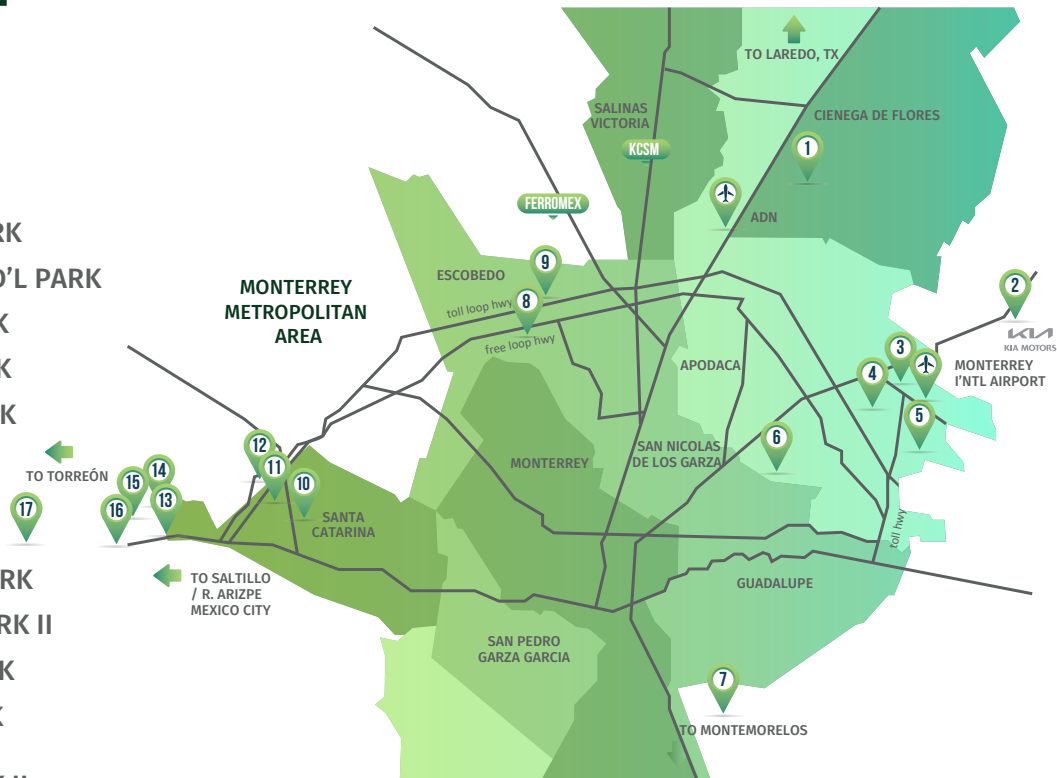 TO LAREDO, TX
SALINAS
VICTORIA
CIENEGA DE FLORES
KCSM
1
FERROMEX
ADN
RK
D’L PARK
K
K
K
9
ESCOBEDO
2
MONTERREY
METROPOLITAN
AREA
8
toll loop hwy
free loop hwy
KIA
KIA MOTORS
3
4
APODACA
MONTERREY
I’NTL AIRPORT
5
6
SAN NICOLAS
DE LOS GARZA
MONTERREY
12
11
10
TO TORREÓN
14
15
13
16
17
SANTA
CATARINA
toll hwy
RK
RK II
K
K
TO SALTILLO
/ R. ARIZPE
MEXICO CITY
GUADALUPE
SAN PEDRO
GARZA GARCIA
7
TO MONTEMORELOS